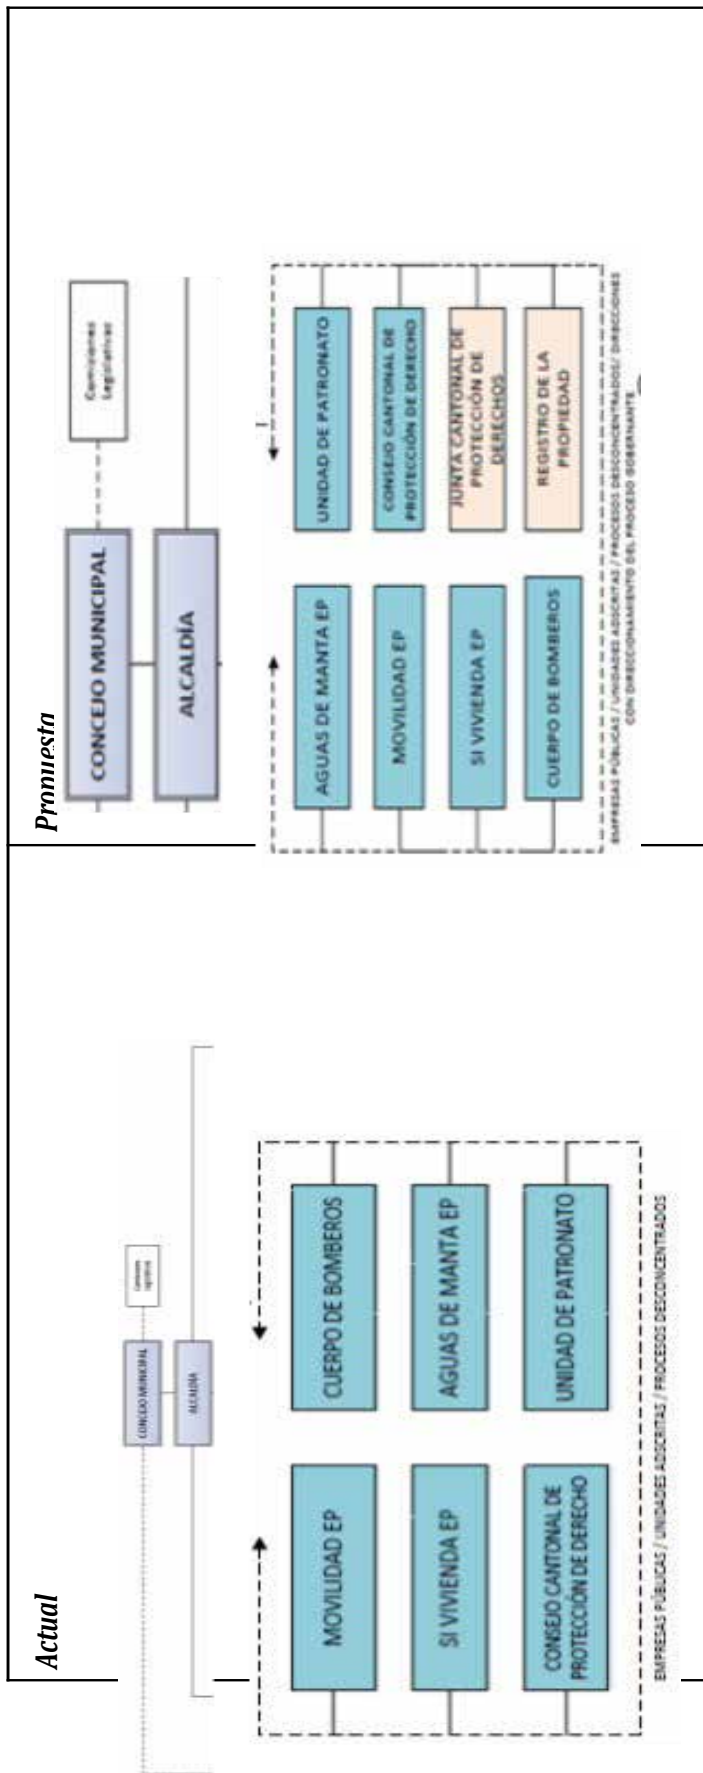 Actual
CONCEJO MUNICIPAL
ALCALDÍA
MOVILIDAD EP
CUERPO DE BOMBEROS
SI VIVIENDA EP
AGUAS DE MANTA EP
CONSEJO CANTONAL DE
PROTECCIÓN DE DERECHO
UNIDAD DE PATRONATO
EMPRESAS PÚBLICAS / UNIDADES ADSCRITAS / PROCESOS DESCONCENTRADOS
Propuesta
CONCEJO MUNICIPAL
Comisiones
Legislativas
ALCALDÍA
AGUAS DE MANTA EP
UNIDAD DE PATRONATO
MOVILIDAD EP
CONSEJO CANTONAL DE
PROTECCIÓN DE DERECHO
SI VIVIENDA EP
JUNTA CANTONAL DE
PROTECCIÓN DE
DERECHOS
CUERPO DE BOMBEROS
REGISTRO DE LA
PROPIEDAD
EMPRESAS PÚBLICAS / UNIDADES ADSCRITAS / PROCESOS DESCONCENTRADOS/ DIRECCIONES
CON DIRECCIONAMIENTO DEL PROCESO GOBERNANTE